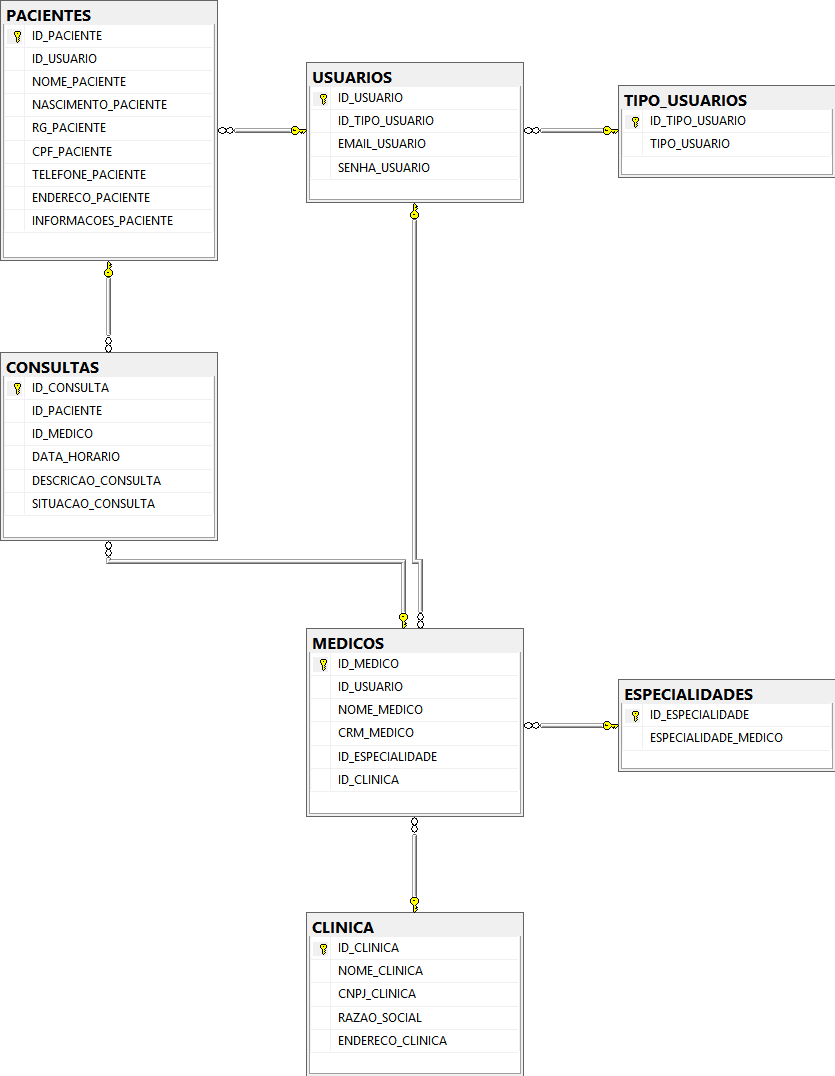 PACIENTES
ID_PACIENTE
ID_USUARIO
NOME_PACIENTE
NASCIMENTO_PACIENTE
RG_PACIENTE
CPF_PACIENTE
TELEFONE_PACIENTE
ENDERECO_PACIENTE
INFORMACOES_PACIENTE
USUARIOS
ID_USUARIO
ID_TIPO_USUARIO
EMAIL_USUARIO
SENHA_USUARIO
TIPO_USUARIOS
ID_TIPO_USUARIO
TIPO_USUARIO
CONSULTAS
ID_CONSULTA
ID_PACIENTE
ID_MEDICO
DATA_HORARIO
DESCRICAO_CONSULTA
SITUACAO_CONSULTA
MEDICOS
ID_MEDICO
ID_USUARIO
NOME_MEDICO
CRM_MEDICO
ID_ESPECIALIDADE
ID_CLINICA
ESPECIALIDADES
ID_ESPECIALIDADE
ESPECIALIDADE_MEDICO
CLINICA
ID_CLINICA
NOME_CLINICA
CNPJ_CLINICA
RAZAO_SOCIAL
ENDERECO_CLINICA